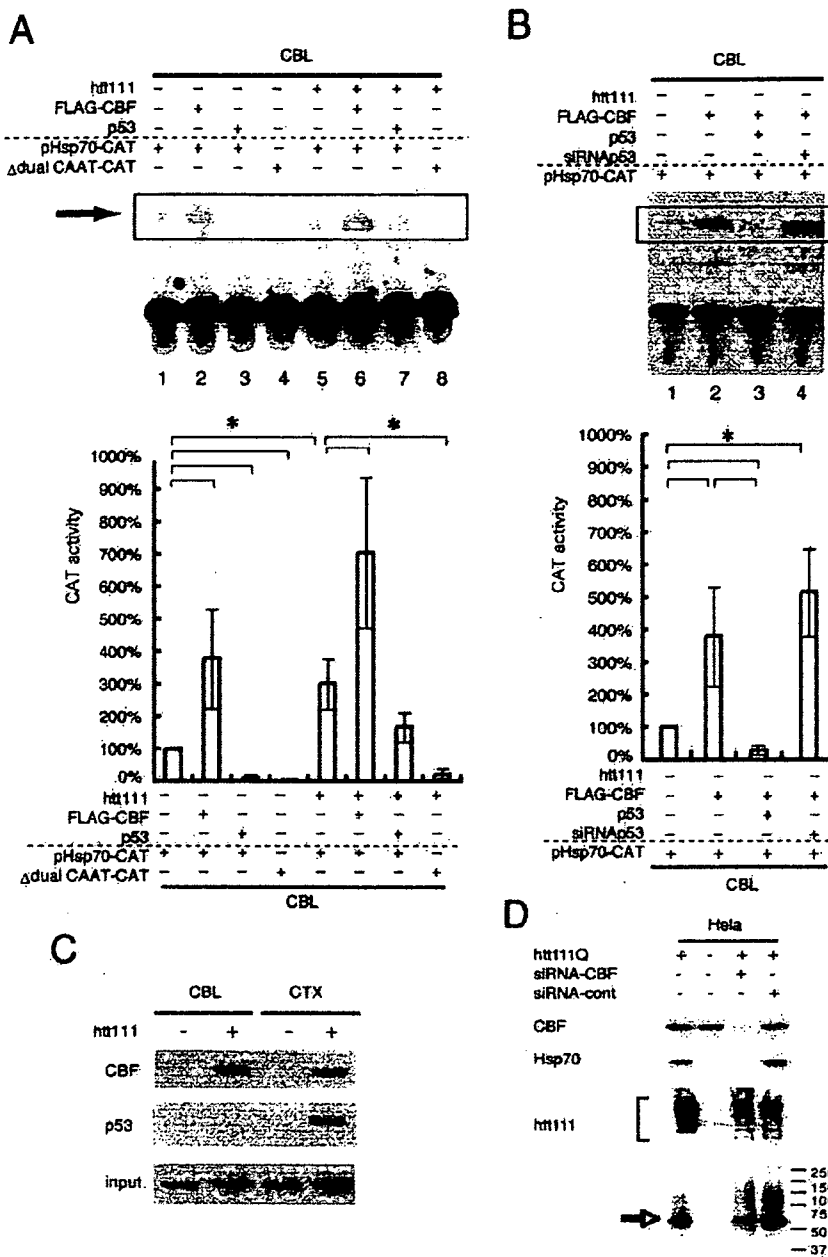 A
CBL
htt111 - - - - + + + +
FLAG-CBF - + - - - + - -
p53 - - + - - - + -
pHsp70-CAT + + + - + + + -
Δdual CAAT-CAT - - - + - - - +
1 2 3 4 5 6 7 8
* *
CAT activity
1000%
900%
800%
700%
600%
500%
400%
300%
200%
100%
0%
htt111 - - - - + + + +
FLAG-CBF - + - - - + - -
p53 - - + - - - + -
pHsp70-CAT + + + - + + + -
Δdual CAAT-CAT - - - + - - - +
CBL
B
CBL
htt111 - - - -
FLAG-CBF - + + +
p53 - - + -
siRNAp53 - - - +
pHsp70-CAT + + + +
1 2 3 4
*
CAT activity
1000%
900%
800%
700%
600%
500%
400%
300%
200%
100%
0%
htt111 - - - -
FLAG-CBF - + + +
p53 - - + -
siRNAp53 - - - +
pHsp70-CAT + + + +
CBL
C
CBL CTX
htt111 - + - +
CBF
p53
input
D
Hela
htt111Q + - + +
siRNA-CBF - - + -
siRNA-cont - - - +
CBF
Hsp70
htt111
75
50
37